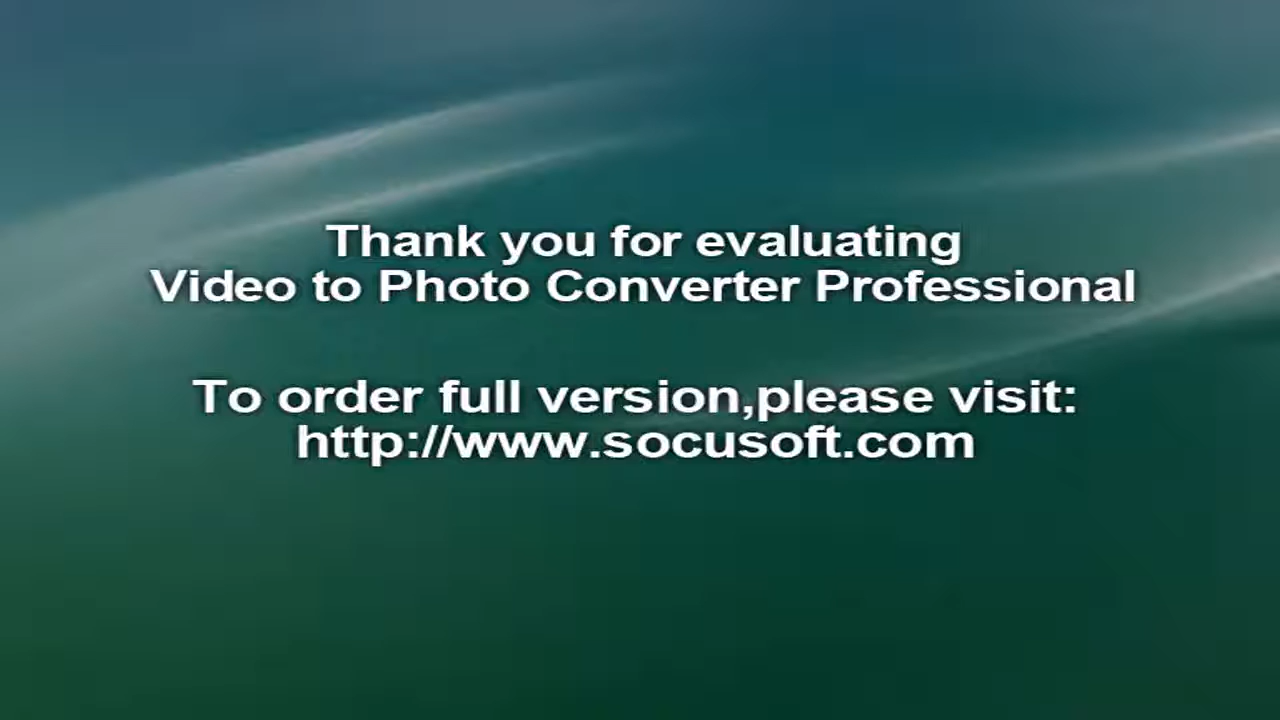 Thank you for evaluating
Video to Photo Converter Professional
To order full version,please visit:
http://www.socusoft.com